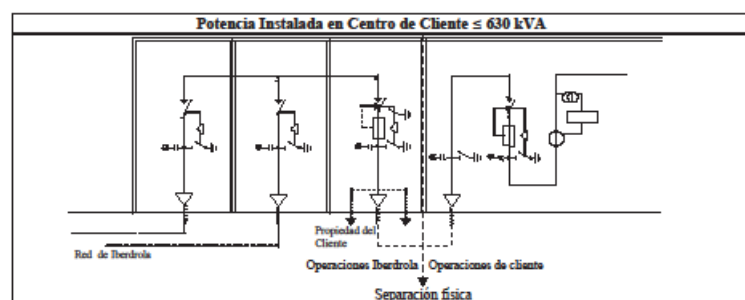 Potencia Instalada en Centro de Cliente ≤ 630 kVA
Propiedad del
Cliente
Red de Iberdrola
Operaciones Iberdrola
Operaciones de cliente
Separación física